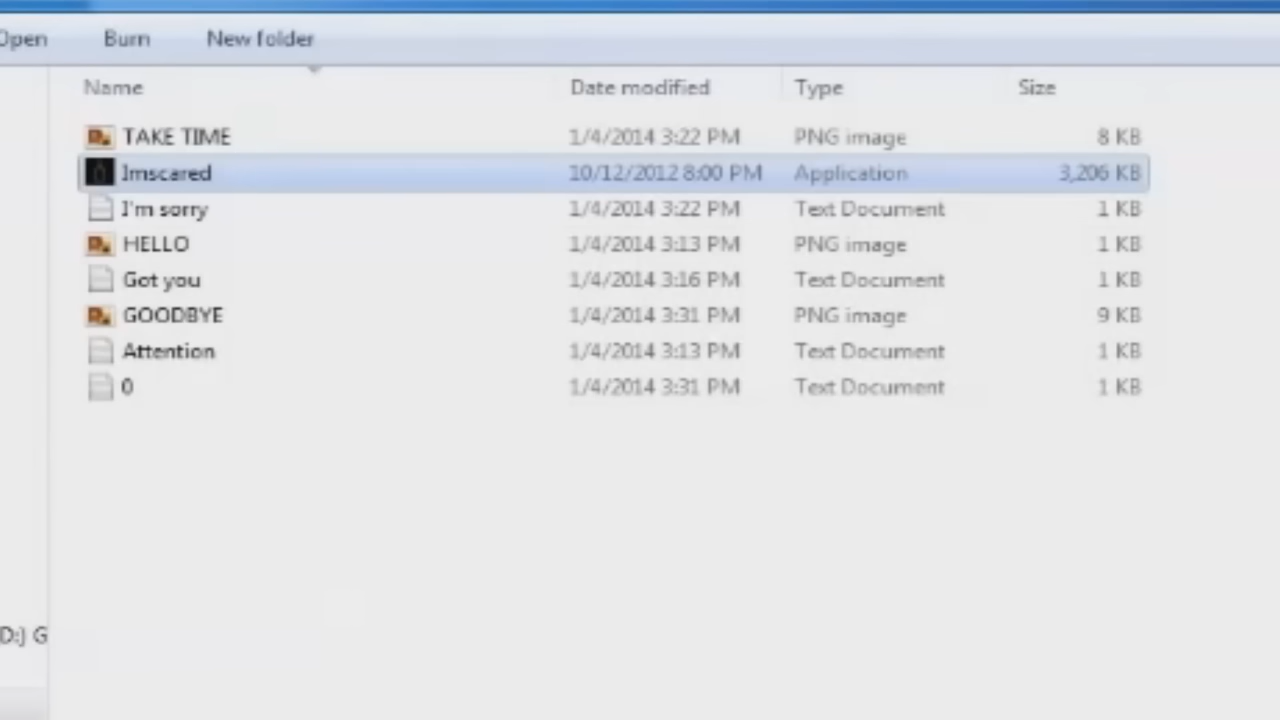 Open Burn New folder
Name Date modified Type Size
TAKE TIME 1/4/2014 3:22 PM PNG image 8 KB
Imscared 10/12/2012 8:00 PM Application 3,206 KB
I'm sorry 1/4/2014 3:22 PM Text Document 1 KB
HELLO 1/4/2014 3:13 PM PNG image 1 KB
Got you 1/4/2014 3:16 PM Text Document 1 KB
GOODBYE 1/4/2014 3:31 PM PNG image 9 KB
Attention 1/4/2014 3:13 PM Text Document 1 KB
0 1/4/2014 3:31 PM Text Document 1 KB
D:) G